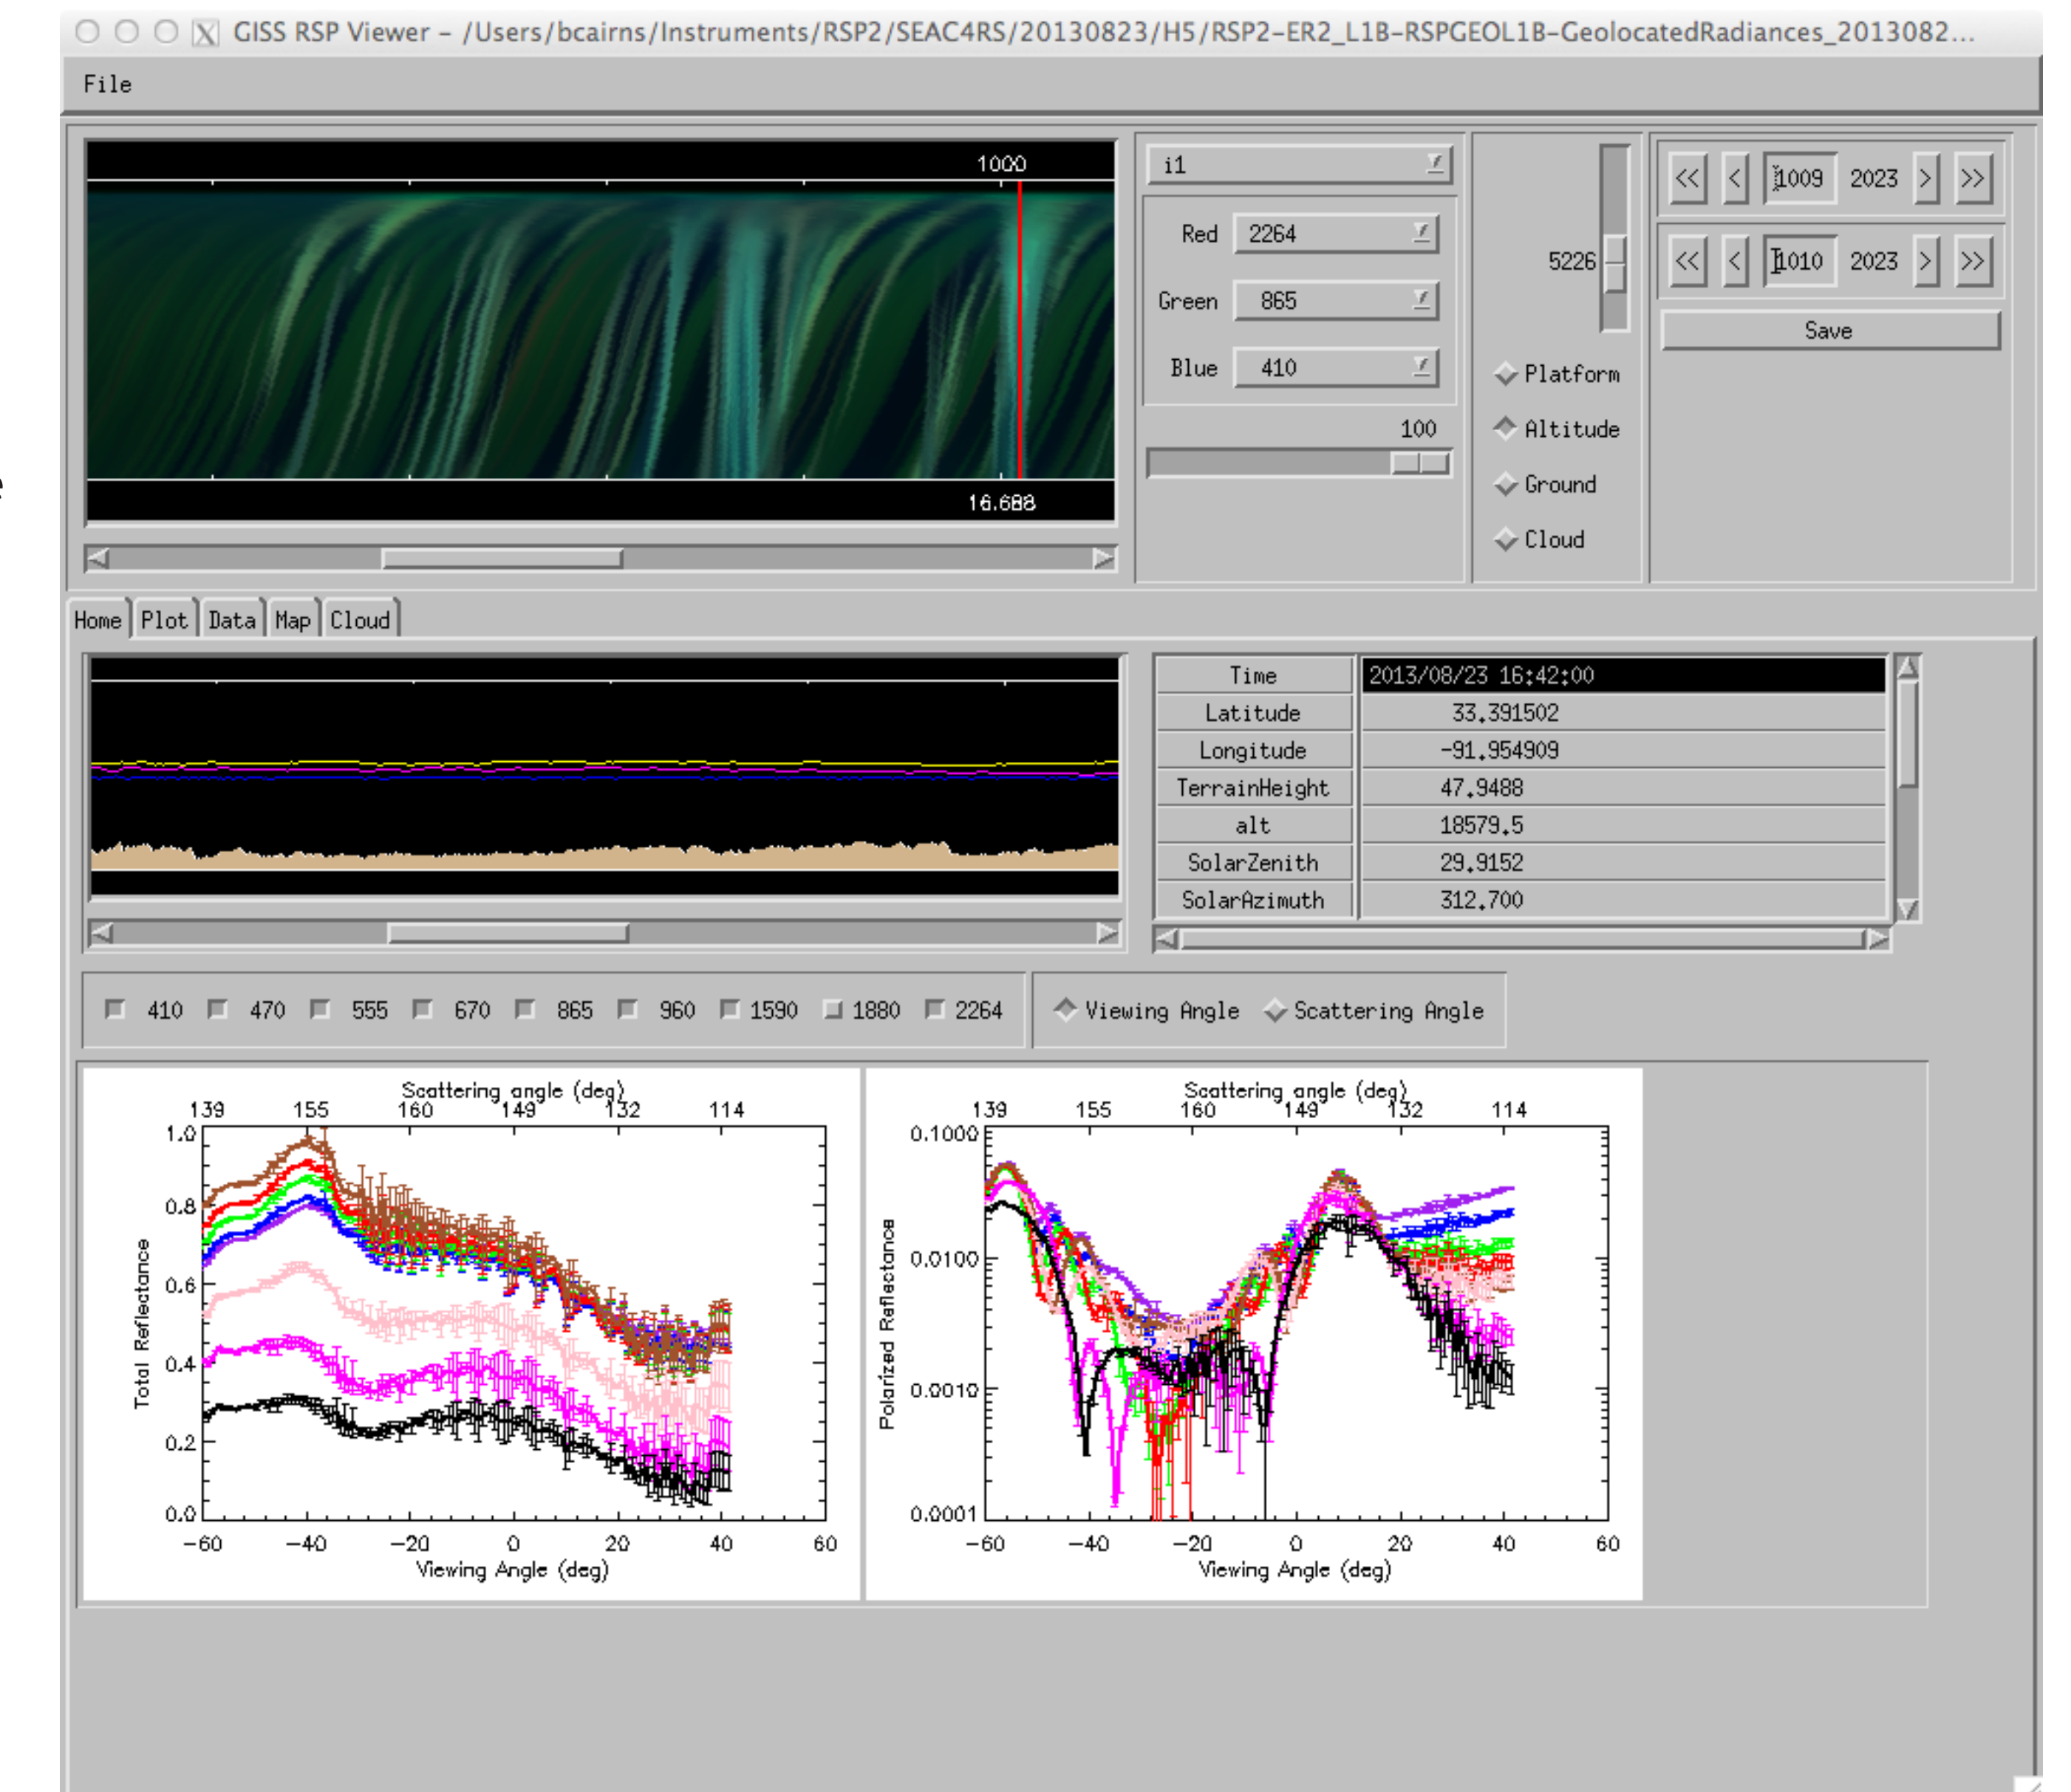 GISS RSP Viewer – /Users/bcairns/Instruments/RSP2/SEAC4RS/20130823/H5/RSP2-ER2_L1B-RSPGEOL1B-GeolocatedRadiances_2013082...
File
1000
16.688
i1
Red 2264
Green 865
Blue 410
100
5226
Platform
Altitude
Ground
Cloud
<< < 1009 2023 > >>
<< < 1010 2023 > >>
Save
Home Plot Data Map Cloud
Time 2013/08/23 16:42:00
Latitude 33.391502
Longitude -91.954909
TerrainHeight 47.9488
alt 18579.5
SolarZenith 29.9152
SolarAzimuth 312.700
410 470 555 670 865 960 1590 1880 2264
Viewing Angle Scattering Angle
Scattering angle (deg)
139 155 160 149 132 114
1.0
0.8
0.6
0.4
0.2
0.0
Total Reflectance
-60 -40 -20 0 20 40 60
Viewing Angle (deg)
Scattering angle (deg)
139 155 160 149 132 114
0.1000
0.0100
0.0010
0.0001
Polarized Reflectance
-60 -40 -20 0 20 40 60
Viewing Angle (deg)